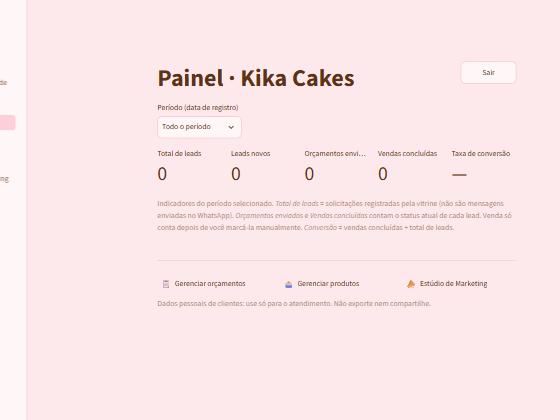 de
ng
Painel · Kika Cakes
Sair
Período (data de registro)
Todo o período
Total de leads
Leads novos
Orçamentos envi...
Vendas concluídas
Taxa de conversão
0
0
0
0
—
Indicadores do período selecionado. Total de leads = solicitações registradas pela vitrine (não são mensagens
enviadas no WhatsApp). Orçamentos enviados e Vendas concluídas contam o status atual de cada lead. Venda só
conta depois de você marcá-la manualmente. Conversão = vendas concluídas ÷ total de leads.
Gerenciar orçamentos
Gerenciar produtos
Estúdio de Marketing
Dados pessoais de clientes: use só para o atendimento. Não exporte nem compartilhe.